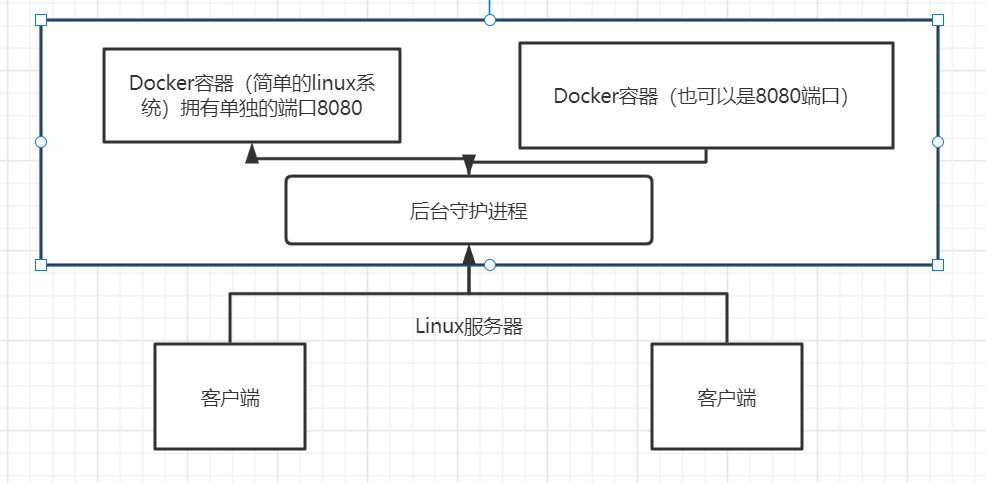 Docker容器（简单的linux系
统）拥有单独的端口8080
Docker容器（也可以是8080端口）
后台守护进程
Linux服务器
客户端
客户端